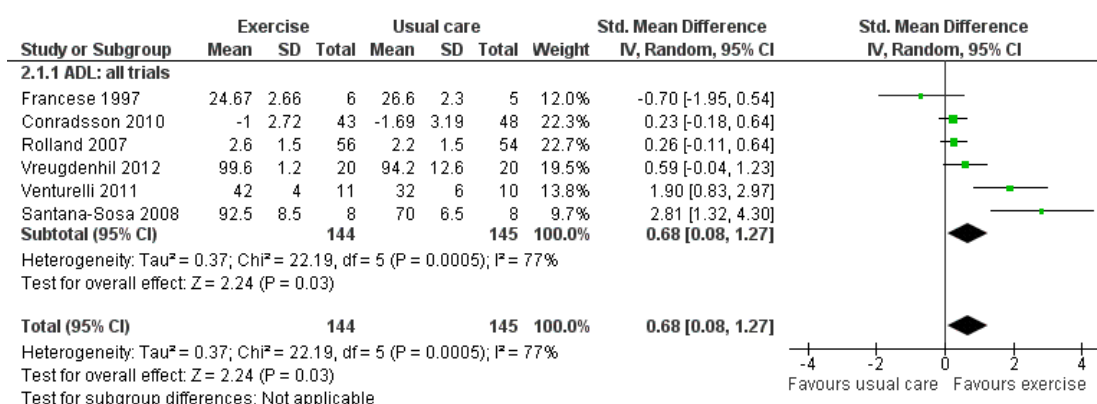 Exercise Usual care Std. Mean Difference Std. Mean Difference
Study or Subgroup Mean SD Total Mean SD Total Weight IV, Random, 95% CI IV, Random, 95% CI
2.1.1 ADL: all trials
Francese 1997 24.67 2.66 6 26.6 2.3 5 12.0% -0.70 [-1.95, 0.54]
Conradsson 2010 -1 2.72 43 -1.69 3.19 48 22.3% 0.23 [-0.18, 0.64]
Rolland 2007 2.6 1.5 56 2.2 1.5 54 22.7% 0.26 [-0.11, 0.64]
Vreugdenhil 2012 99.6 1.2 20 94.2 12.6 20 19.5% 0.59 [-0.04, 1.23]
Venturelli 2011 42 4 11 32 6 10 13.8% 1.90 [0.83, 2.97]
Santana-Sosa 2008 92.5 8.5 8 70 6.5 8 9.7% 2.81 [1.32, 4.30]
Subtotal (95% CI) 144 145 100.0% 0.68 [0.08, 1.27]
Heterogeneity: Tau² = 0.37; Chi² = 22.19, df = 5 (P = 0.0005); I² = 77%
Test for overall effect: Z = 2.24 (P = 0.03)
Total (95% CI) 144 145 100.0% 0.68 [0.08, 1.27]
Heterogeneity: Tau² = 0.37; Chi² = 22.19, df = 5 (P = 0.0005); I² = 77%
Test for overall effect: Z = 2.24 (P = 0.03)
Test for subgroup differences: Not applicable
-4 -2 0 2 4
Favours usual care Favours exercise